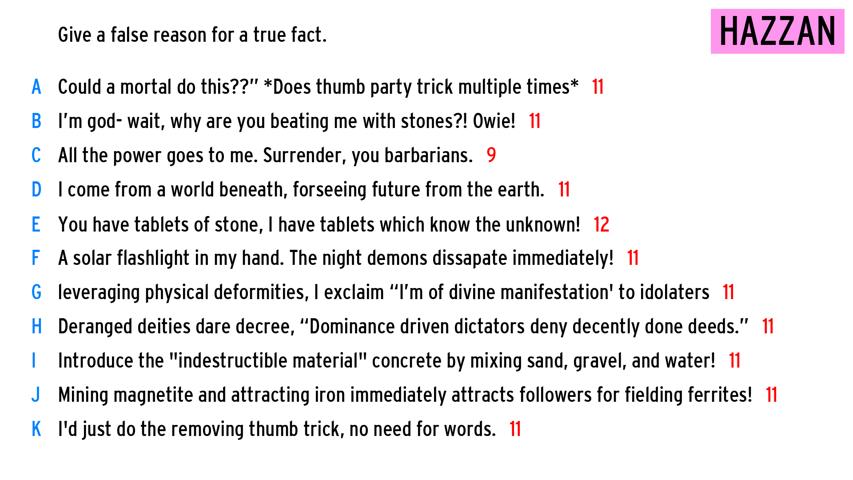 Give a false reason for a true fact.
HAZZAN
A Could a mortal do this??” *Does thumb party trick multiple times* 11
B I’m god- wait, why are you beating me with stones?! Owie! 11
C All the power goes to me. Surrender, you barbarians. 9
D I come from a world beneath, forseeing future from the earth. 11
E You have tablets of stone, I have tablets which know the unknown! 12
F A solar flashlight in my hand. The night demons dissapate immediately! 11
G leveraging physical deformities, I exclaim “I’m of divine manifestation' to idolaters 11
H Deranged deities dare decree, “Dominance driven dictators deny decently done deeds.” 11
I Introduce the "indestructible material" concrete by mixing sand, gravel, and water! 11
J Mining magnetite and attracting iron immediately attracts followers for fielding ferrites! 11
K I'd just do the removing thumb trick, no need for words. 11